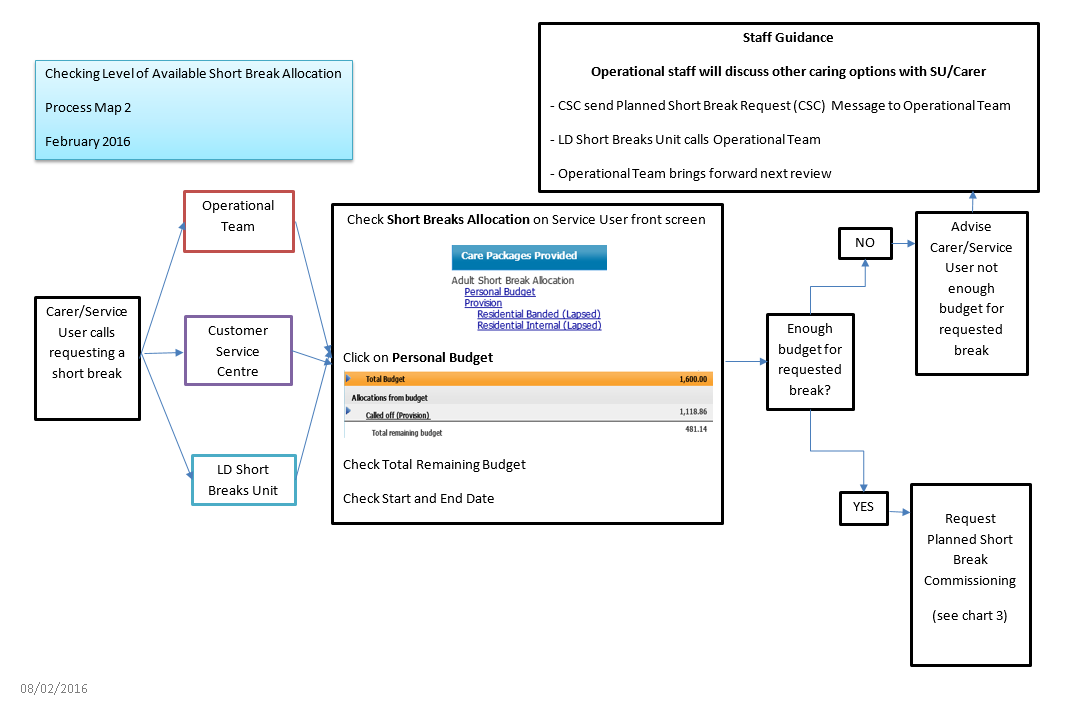 Checking Level of Available Short Break Allocation
Process Map 2
February 2016
Staff Guidance
Operational staff will discuss other caring options with SU/Carer
- CSC send Planned Short Break Request (CSC) Message to Operational Team
- LD Short Breaks Unit calls Operational Team
- Operational Team brings forward next review
Carer/Service
User calls
requesting a
short break
Operational
Team
Customer
Service
Centre
LD Short
Breaks Unit
Check Short Breaks Allocation on Service User front screen
Care Packages Provided
Adult Short Break Allocation
Personal Budget
Provision
Residential Banded (Lapsed)
Residential Internal (Lapsed)
Click on Personal Budget
Total Budget 1,600.00
Allocations from budget
Called off (Provision) 1,118.86
Total remaining budget 481.14
Check Total Remaining Budget
Check Start and End Date
Enough
budget for
requested
break?
NO
Advise
Carer/Service
User not
enough
budget for
requested
break
YES
Request
Planned Short
Break
Commissioning
(see chart 3)
08/02/2016